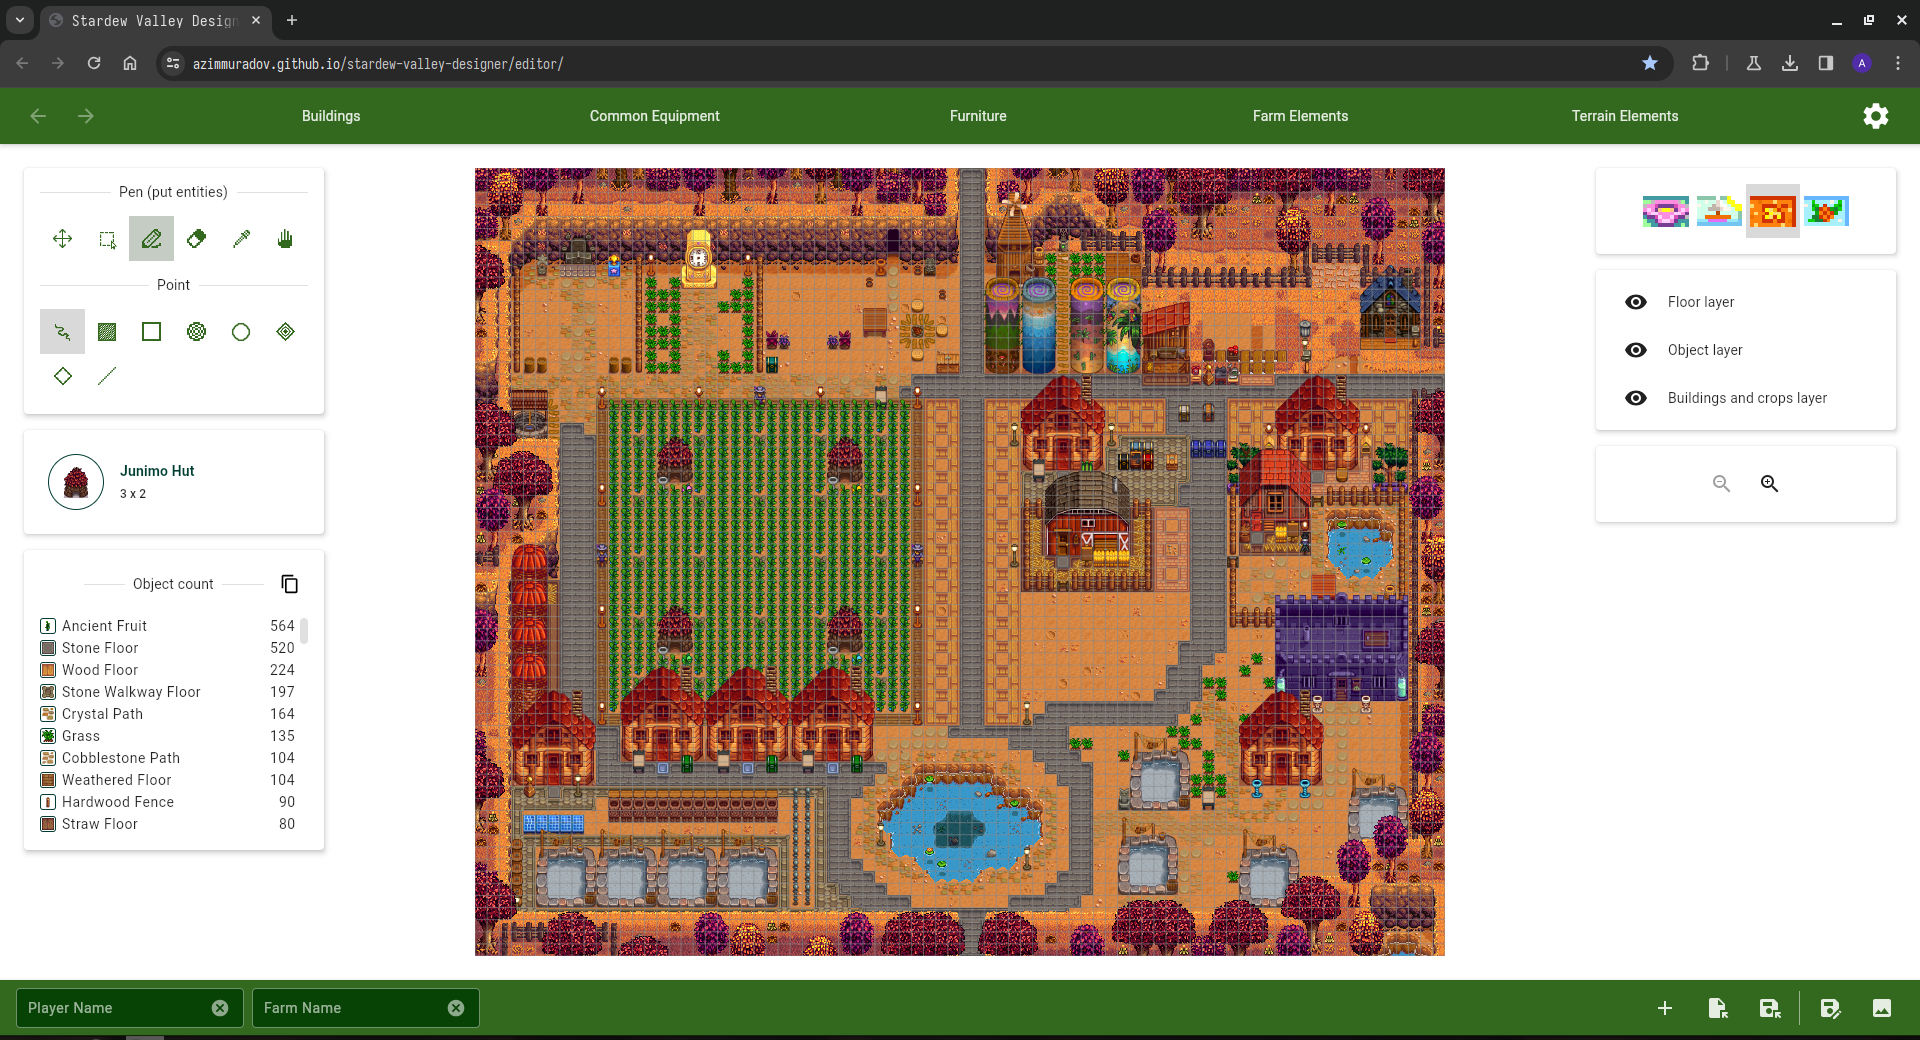 Stardew Valley Design
azimmuradov.github.io/stardew-valley-designer/editor/
A
Buildings
Common Equipment
Furniture
Farm Elements
Terrain Elements
Pen (put entities)
Point
Junimo Hut
3 x 2
Object count
Ancient Fruit 564
Stone Floor 520
Wood Floor 224
Stone Walkway Floor 197
Crystal Path 164
Grass 135
Cobblestone Path 104
Weathered Floor 104
Hardwood Fence 90
Straw Floor 80
Floor layer
Object layer
Buildings and crops layer
Player Name
Farm Name